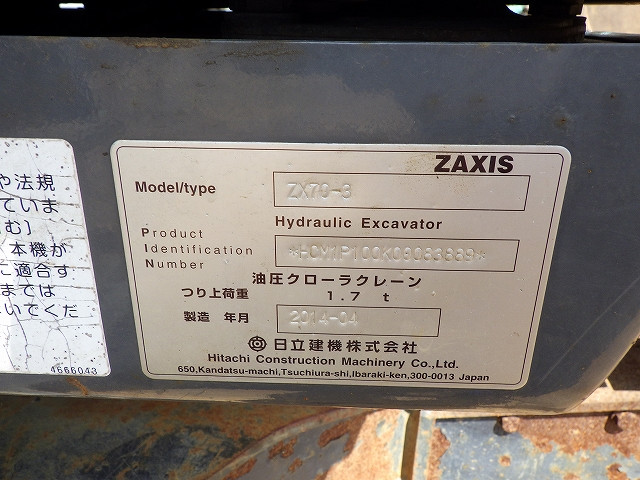 や法規
ていま
む〕
本機が
に適合す
までは
いでくだ
4666043
ZAXIS
Model/type ZX70-3
Hydraulic Excavator
Product
Identification
Number
油圧クローラクレーン
つり上荷重 1.7 t
製造 年月 2014-04
日立建機株式会社
Hitachi Construction Machinery Co.,Ltd.
650,Kandatsu-machi,Tsuchiura-shi,Ibaraki-ken,300-0013 Japan